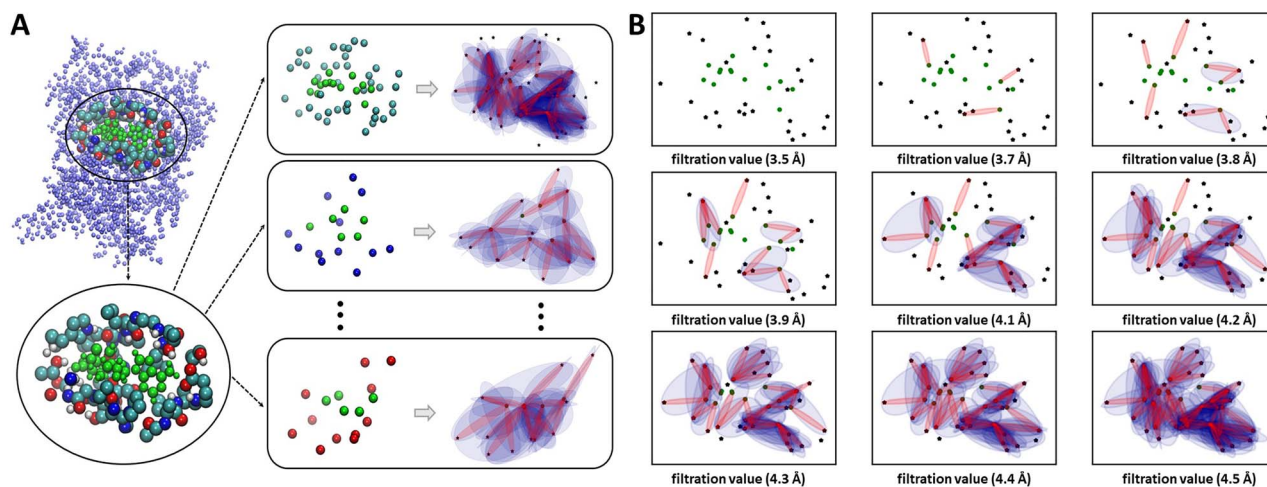 A
B
filtration value (3.5 Å)
filtration value (3.7 Å)
filtration value (3.8 Å)
filtration value (3.9 Å)
filtration value (4.1 Å)
filtration value (4.2 Å)
filtration value (4.3 Å)
filtration value (4.4 Å)
filtration value (4.5 Å)